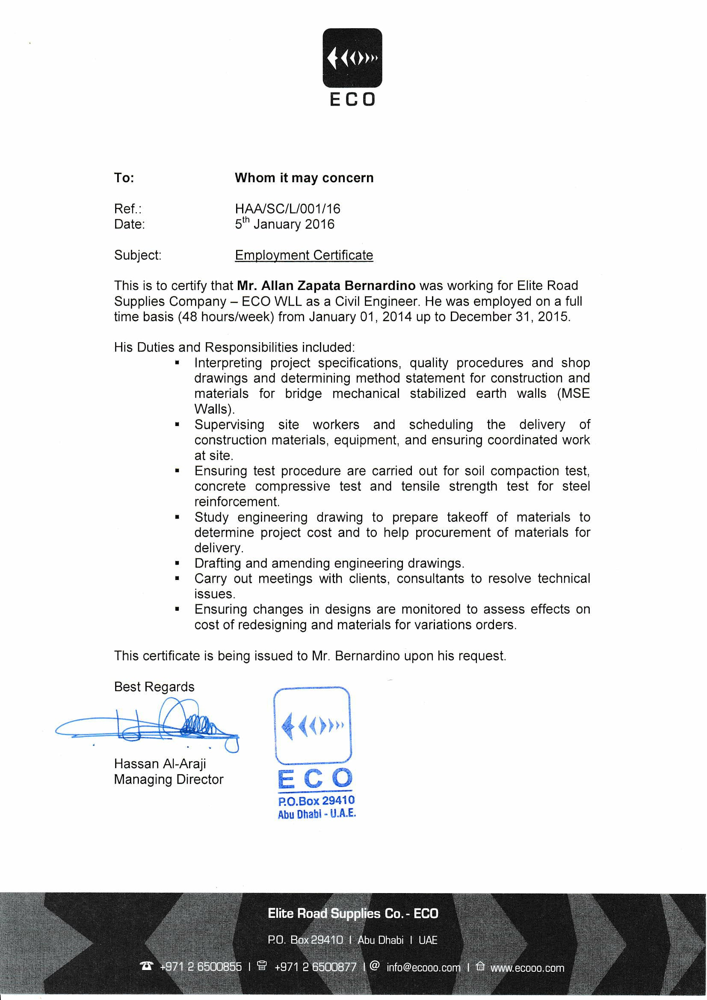 ECO
To: Whom it may concern
Ref.: HAA/SC/L/001/16
Date: 5th January 2016
Subject: Employment Certificate
This is to certify that Mr. Allan Zapata Bernardino was working for Elite Road
Supplies Company – ECO WLL as a Civil Engineer. He was employed on a full
time basis (48 hours/week) from January 01, 2014 up to December 31, 2015.
His Duties and Responsibilities included:
▪ Interpreting project specifications, quality procedures and shop
drawings and determining method statement for construction and
materials for bridge mechanical stabilized earth walls (MSE
Walls).
▪ Supervising site workers and scheduling the delivery of
construction materials, equipment, and ensuring coordinated work
at site.
▪ Ensuring test procedure are carried out for soil compaction test,
concrete compressive test and tensile strength test for steel
reinforcement.
▪ Study engineering drawing to prepare takeoff of materials to
determine project cost and to help procurement of materials for
delivery.
▪ Drafting and amending engineering drawings.
▪ Carry out meetings with clients, consultants to resolve technical
issues.
▪ Ensuring changes in designs are monitored to assess effects on
cost of redesigning and materials for variations orders.
This certificate is being issued to Mr. Bernardino upon his request.
Best Regards
Hassan Al-Araji
Managing Director
ECO
P.O.Box 29410
Abu Dhabi - U.A.E.
Elite Road Supplies Co. - ECO
P.O. Box 29410 | Abu Dhabi | UAE
+971 2 6500855 | +971 2 6500877 | @ info@ecooo.com | www.ecooo.com